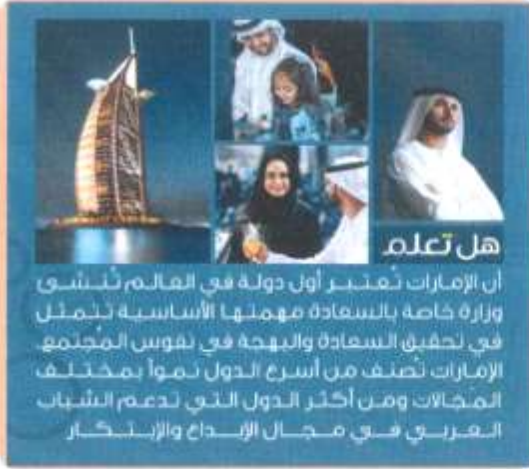 هل تعلم
أن الإمارات تُعتبر أول دولة في العالم تُنشئ
وزارة خاصة بالسعادة مهمتها الأساسية تتمثل
في تحقيق السعادة والبهجة في نفوس المُجتمع.
الإمارات تُصنف من أسرع الدول نمواً بمختلف
المجالات ومن أكثر الدول التي تدعم الشباب
العربي في مجال الإبداع والإبتكار